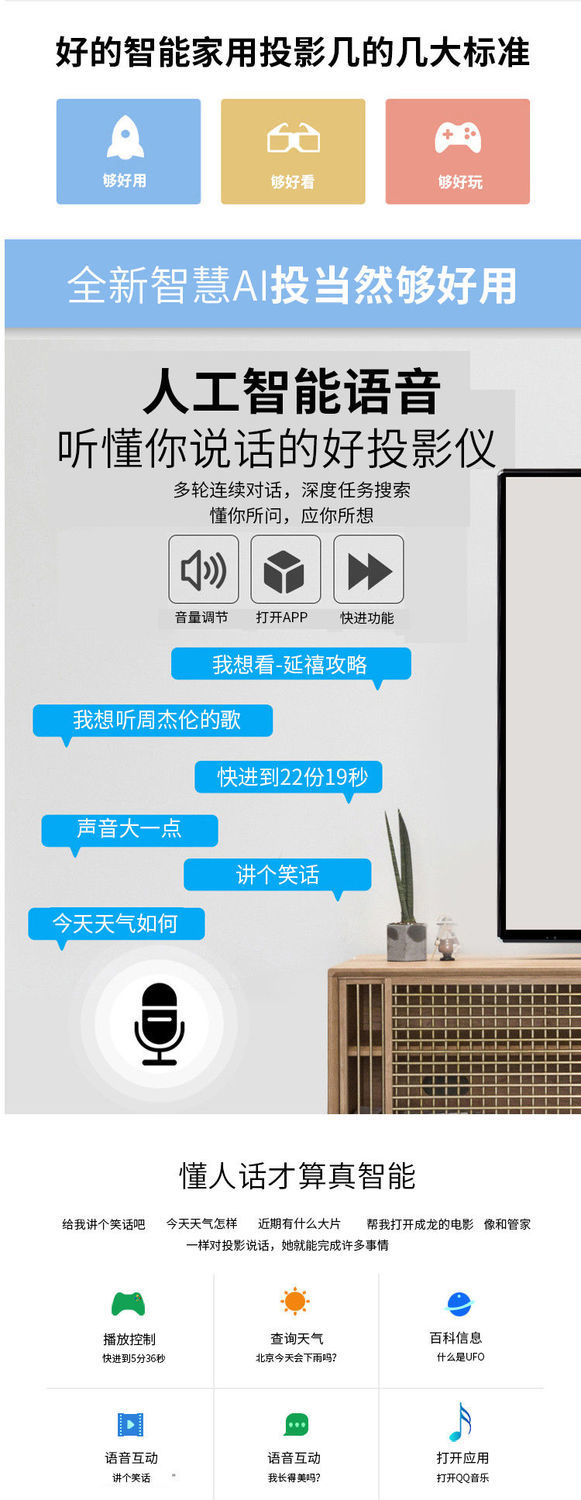 好的智能家用投影几的几大标准
够好用
够好看
够好玩
全新智慧AI投当然够好用
人工智能语音
听懂你说话的好投影仪
多轮连续对话，深度任务搜索
懂你所问，应你所想
音量调节
打开APP
快进功能
我想看-延禧攻略
我想听周杰伦的歌
快进到22份19秒
声音大一点
讲个笑话
今天天气如何
懂人话才算真智能
给我讲个笑话吧 今天天气怎样 近期有什么大片 帮我打开成龙的电影 像和管家
一样对投影说话，她就能完成许多事情
播放控制
快进到5分36秒
查询天气
北京今天会下雨吗?
百科信息
什么是UFO
语音互动
讲个笑话 "
语音互动
我长得美吗?
打开应用
打开QQ音乐